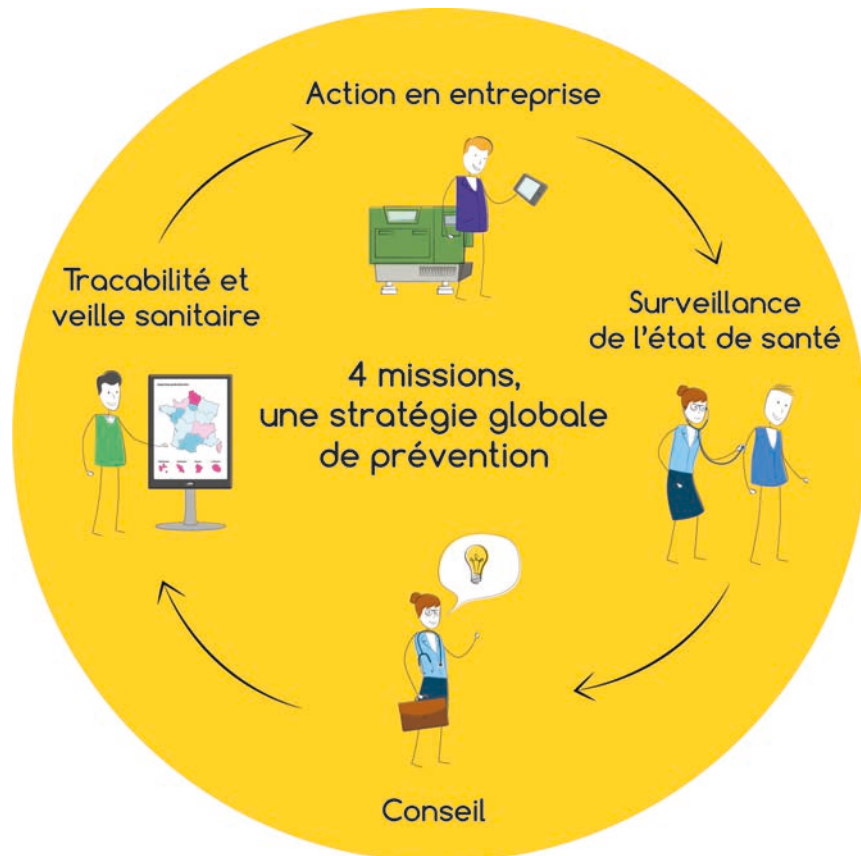 Action en entreprise
Surveillance
de l'état de santé
Conseil
Tracabilité et
veille sanitaire
4 missions,
une stratégie globale
de prévention